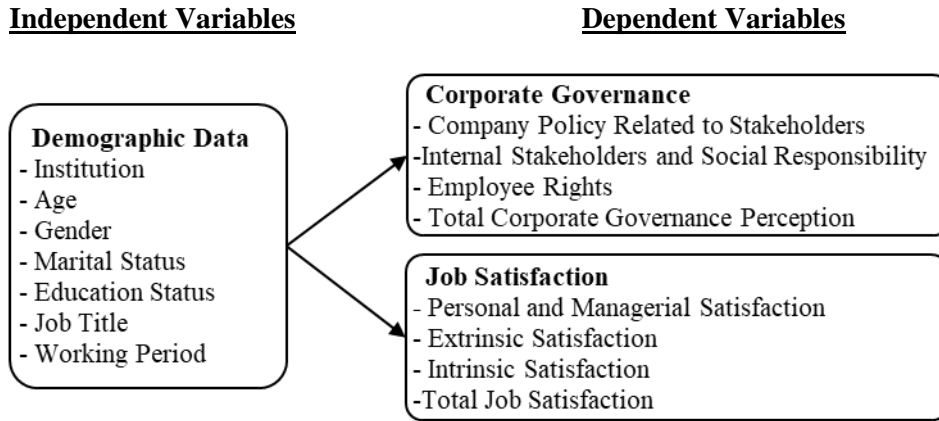 Independent Variables
Dependent Variables
Demographic Data
- Institution
- Age
- Gender
- Marital Status
- Education Status
- Job Title
- Working Period
Corporate Governance
- Company Policy Related to Stakeholders
-Internal Stakeholders and Social Responsibility
- Employee Rights
- Total Corporate Governance Perception
Job Satisfaction
- Personal and Managerial Satisfaction
- Extrinsic Satisfaction
- Intrinsic Satisfaction
-Total Job Satisfaction